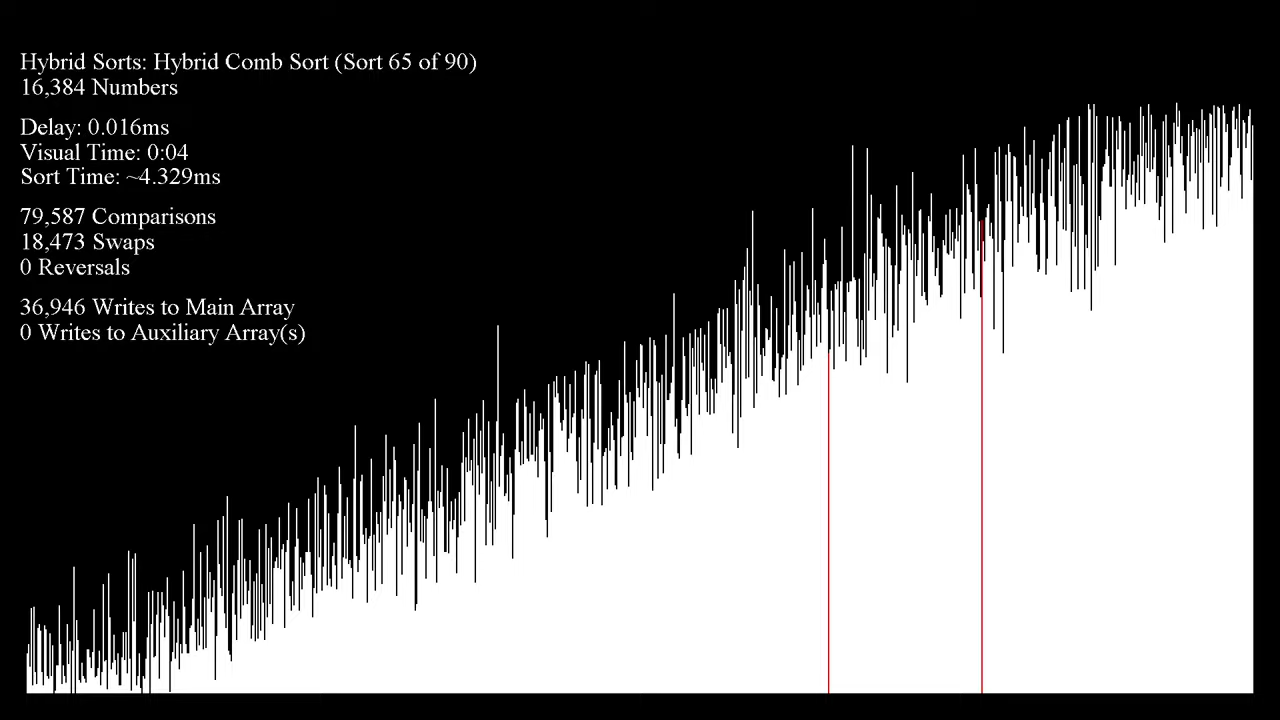 Hybrid Sorts: Hybrid Comb Sort (Sort 65 of 90)
16,384 Numbers
Delay: 0.016ms
Visual Time: 0:04
Sort Time: ~4.329ms
79,587 Comparisons
18,473 Swaps
0 Reversals
36,946 Writes to Main Array
0 Writes to Auxiliary Array(s)